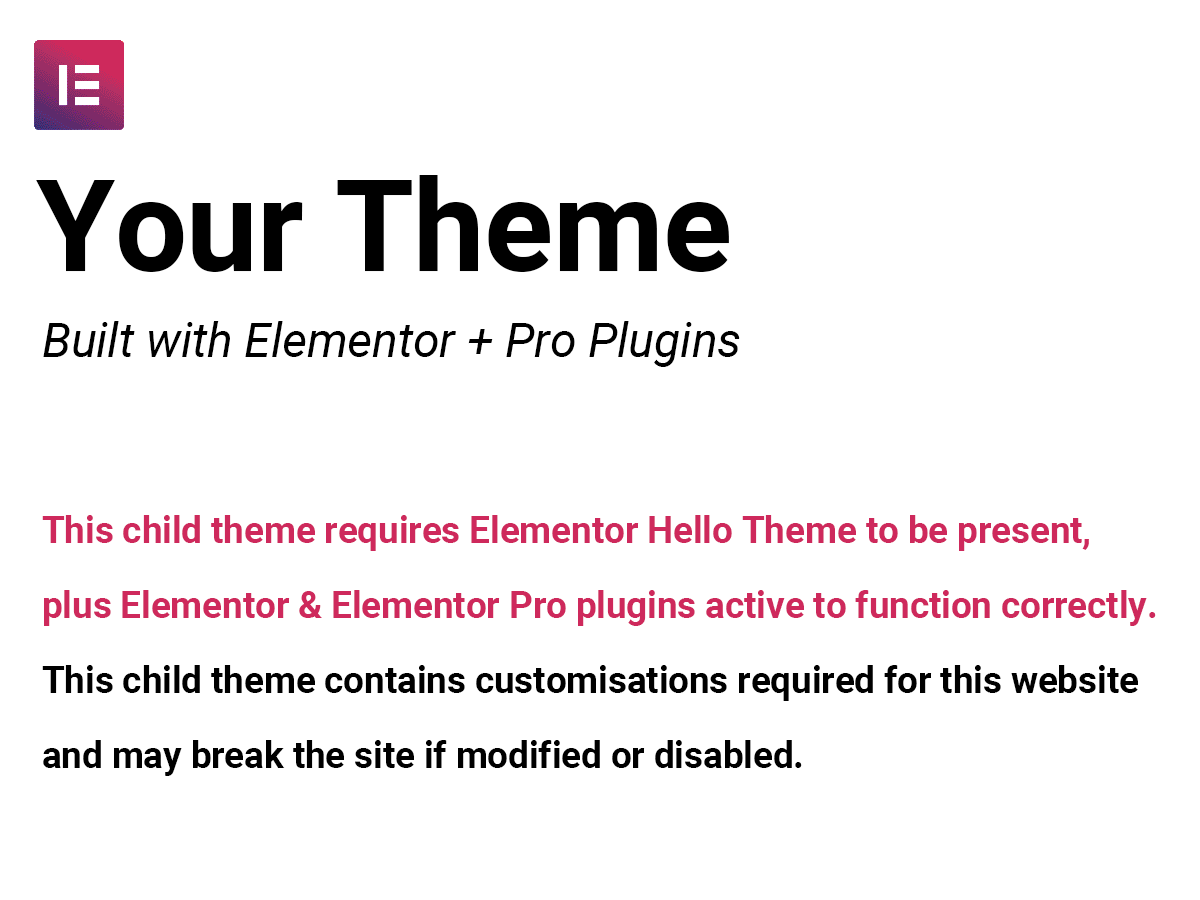 Your Theme
Built with Elementor + Pro Plugins
This child theme requires Elementor Hello Theme to be present,
plus Elementor & Elementor Pro plugins active to function correctly.
This child theme contains customisations required for this website
and may break the site if modified or disabled.